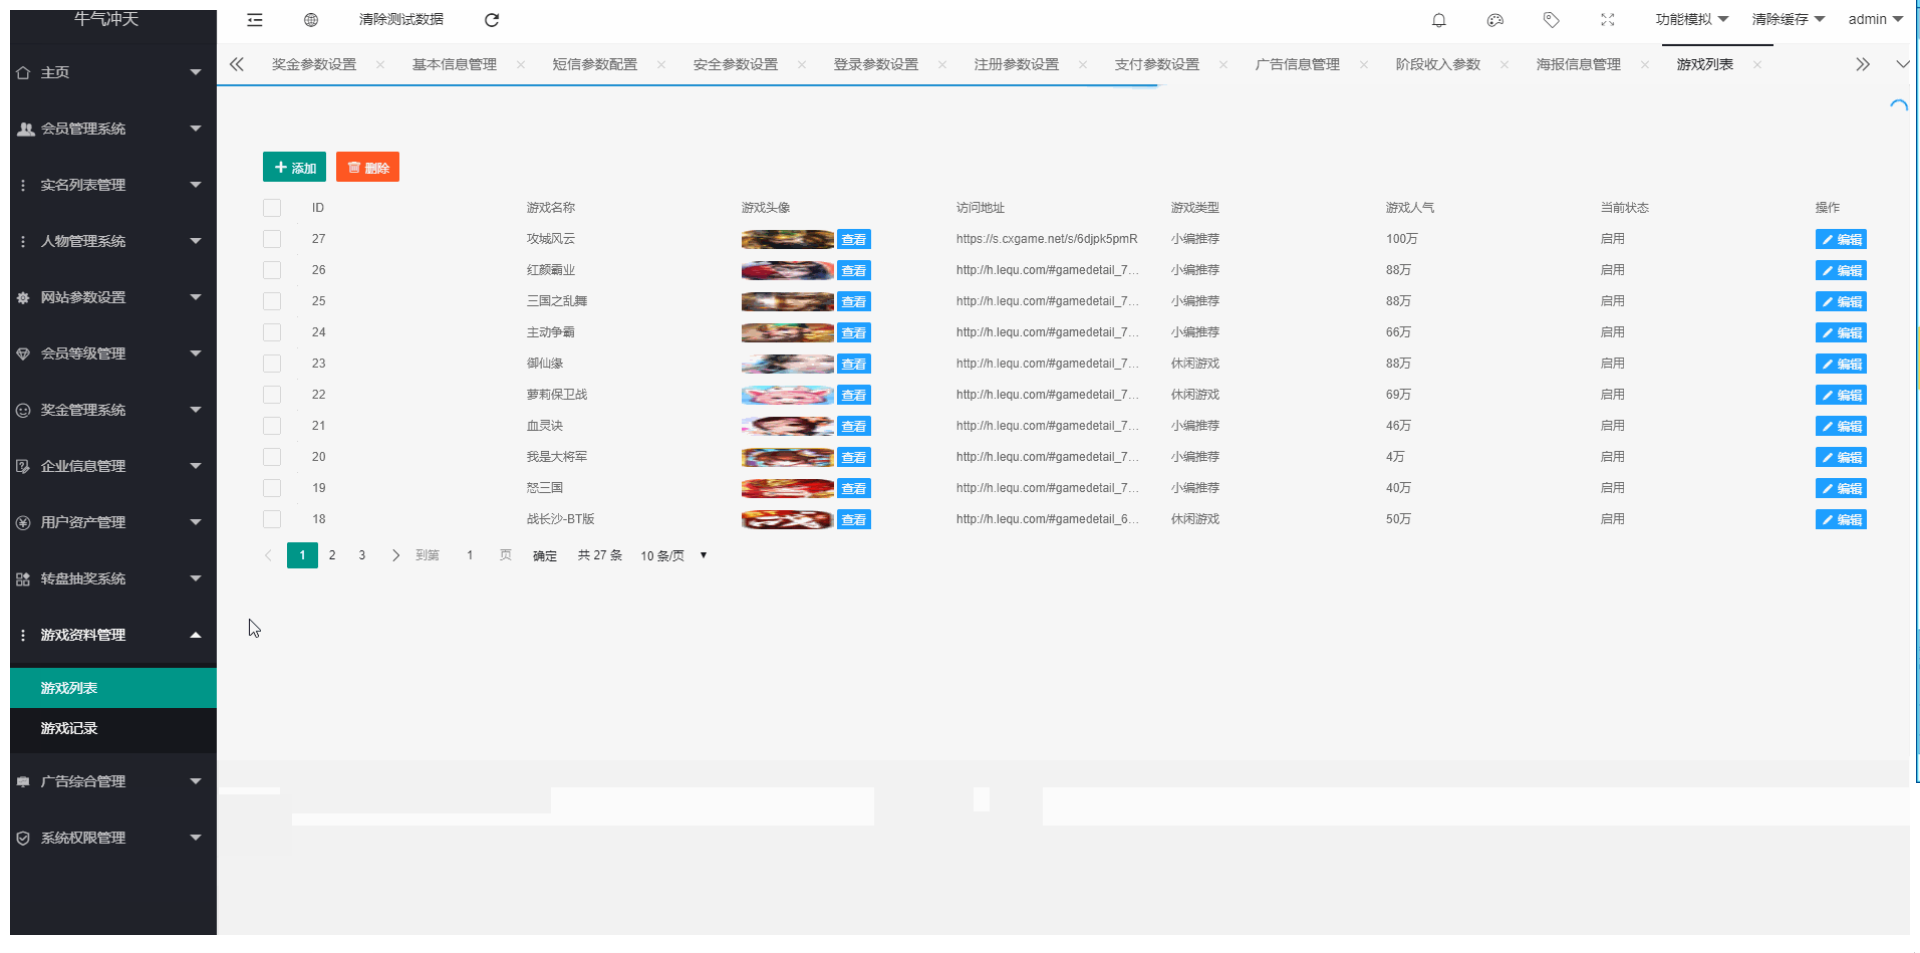 牛气冲天
清除测试数据
功能模拟
清除缓存
admin
奖金参数设置
基本信息管理
短信参数配置
安全参数设置
登录参数设置
注册参数设置
支付参数设置
广告信息管理
阶段收入参数
海报信息管理
游戏列表
主页
会员管理系统
实名列表管理
人物管理系统
网站参数设置
会员等级管理
奖金管理系统
企业信息管理
用户资产管理
转盘抽奖系统
游戏资料管理
游戏列表
游戏记录
广告综合管理
系统权限管理
添加 删除
ID 游戏名称 游戏头像 访问地址 游戏类型 游戏人气 当前状态 操作
27 攻城风云 查看 https://s.cxgame.net/s/6djpk5pmR 小编推荐 100万 启用 编辑
26 红颜霸业 查看 http://h.lequ.com/#gamedetail_7... 小编推荐 88万 启用 编辑
25 三国之乱舞 查看 http://h.lequ.com/#gamedetail_7... 小编推荐 88万 启用 编辑
24 主动争霸 查看 http://h.lequ.com/#gamedetail_7... 小编推荐 66万 启用 编辑
23 御仙缘 查看 http://h.lequ.com/#gamedetail_7... 休闲游戏 88万 启用 编辑
22 萝莉保卫战 查看 http://h.lequ.com/#gamedetail_7... 休闲游戏 69万 启用 编辑
21 血灵诀 查看 http://h.lequ.com/#gamedetail_7... 小编推荐 46万 启用 编辑
20 我是大将军 查看 http://h.lequ.com/#gamedetail_7... 小编推荐 4万 启用 编辑
19 怒三国 查看 http://h.lequ.com/#gamedetail_7... 小编推荐 40万 启用 编辑
18 战长沙-BT版 查看 http://h.lequ.com/#gamedetail_6... 休闲游戏 50万 启用 编辑
1 2 3 到第 1 页 确定 共 27 条 10 条/页